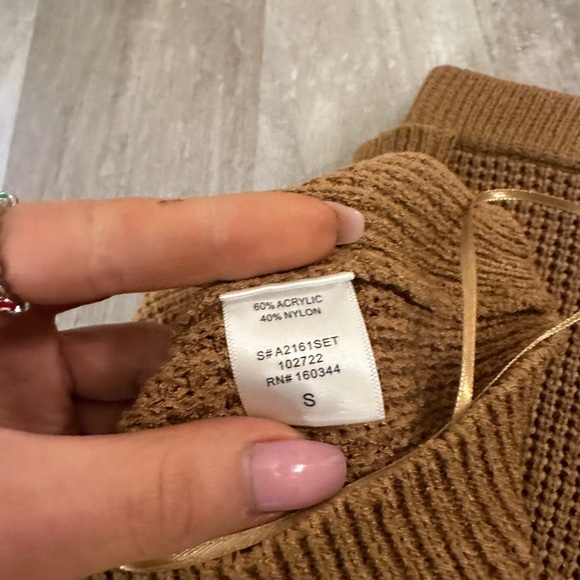 60% ACRYLIC
40% NYLON
S# A2161SET
102722
RN# 160344
S